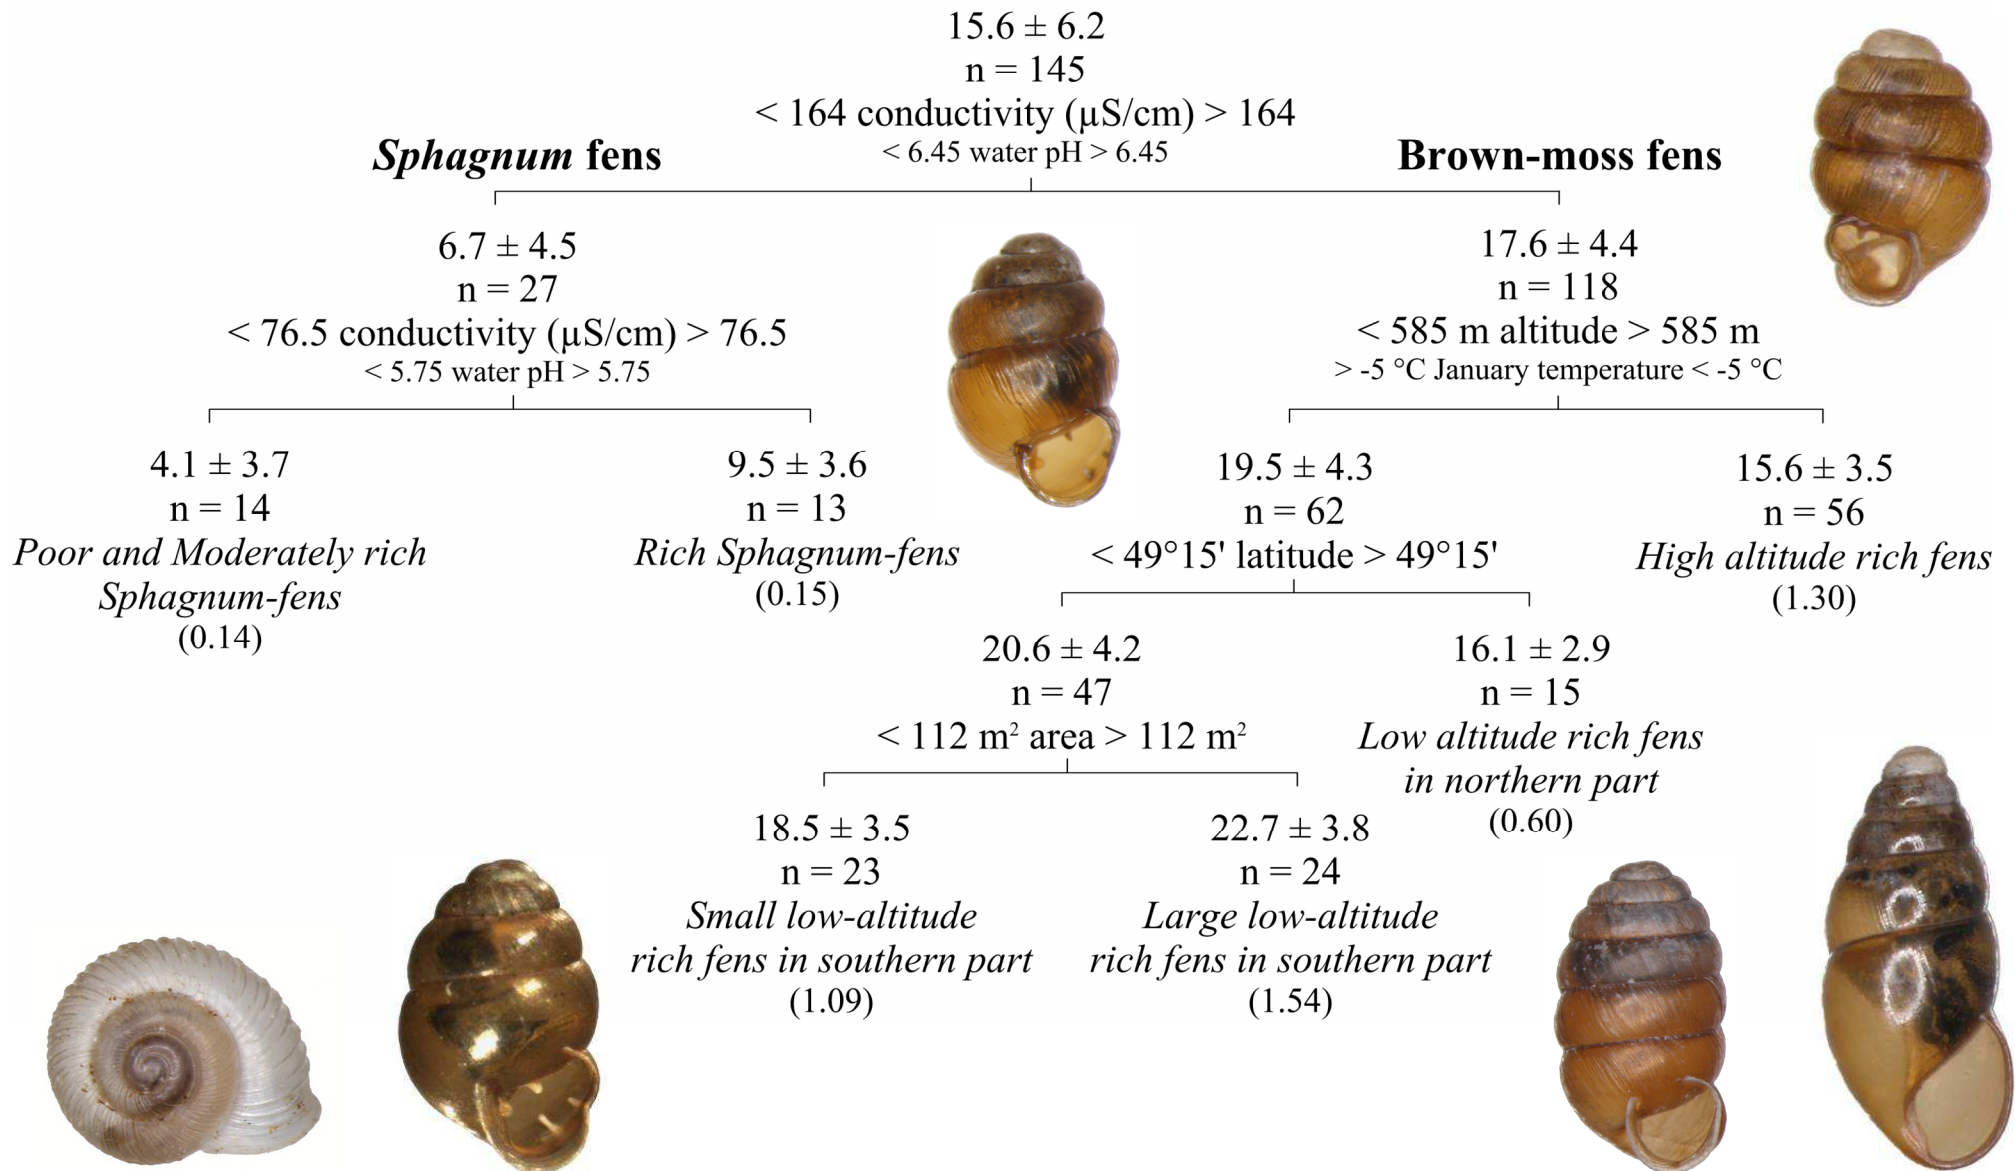 15.6 ± 6.2
n = 145
< 164 conductivity (µS/cm) > 164
< 6.45 water pH > 6.45
Sphagnum fens
Brown-moss fens
6.7 ± 4.5
n = 27
< 76.5 conductivity (µS/cm) > 76.5
< 5.75 water pH > 5.75
17.6 ± 4.4
n = 118
< 585 m altitude > 585 m
> -5 °C January temperature < -5 °C
4.1 ± 3.7
n = 14
Poor and Moderately rich
Sphagnum-fens
(0.14)
9.5 ± 3.6
n = 13
Rich Sphagnum-fens
(0.15)
19.5 ± 4.3
n = 62
< 49°15' latitude > 49°15'
15.6 ± 3.5
n = 56
High altitude rich fens
(1.30)
20.6 ± 4.2
n = 47
< 112 m² area > 112 m²
16.1 ± 2.9
n = 15
Low altitude rich fens
in northern part
(0.60)
18.5 ± 3.5
n = 23
Small low-altitude
rich fens in southern part
(1.09)
22.7 ± 3.8
n = 24
Large low-altitude
rich fens in southern part
(1.54)